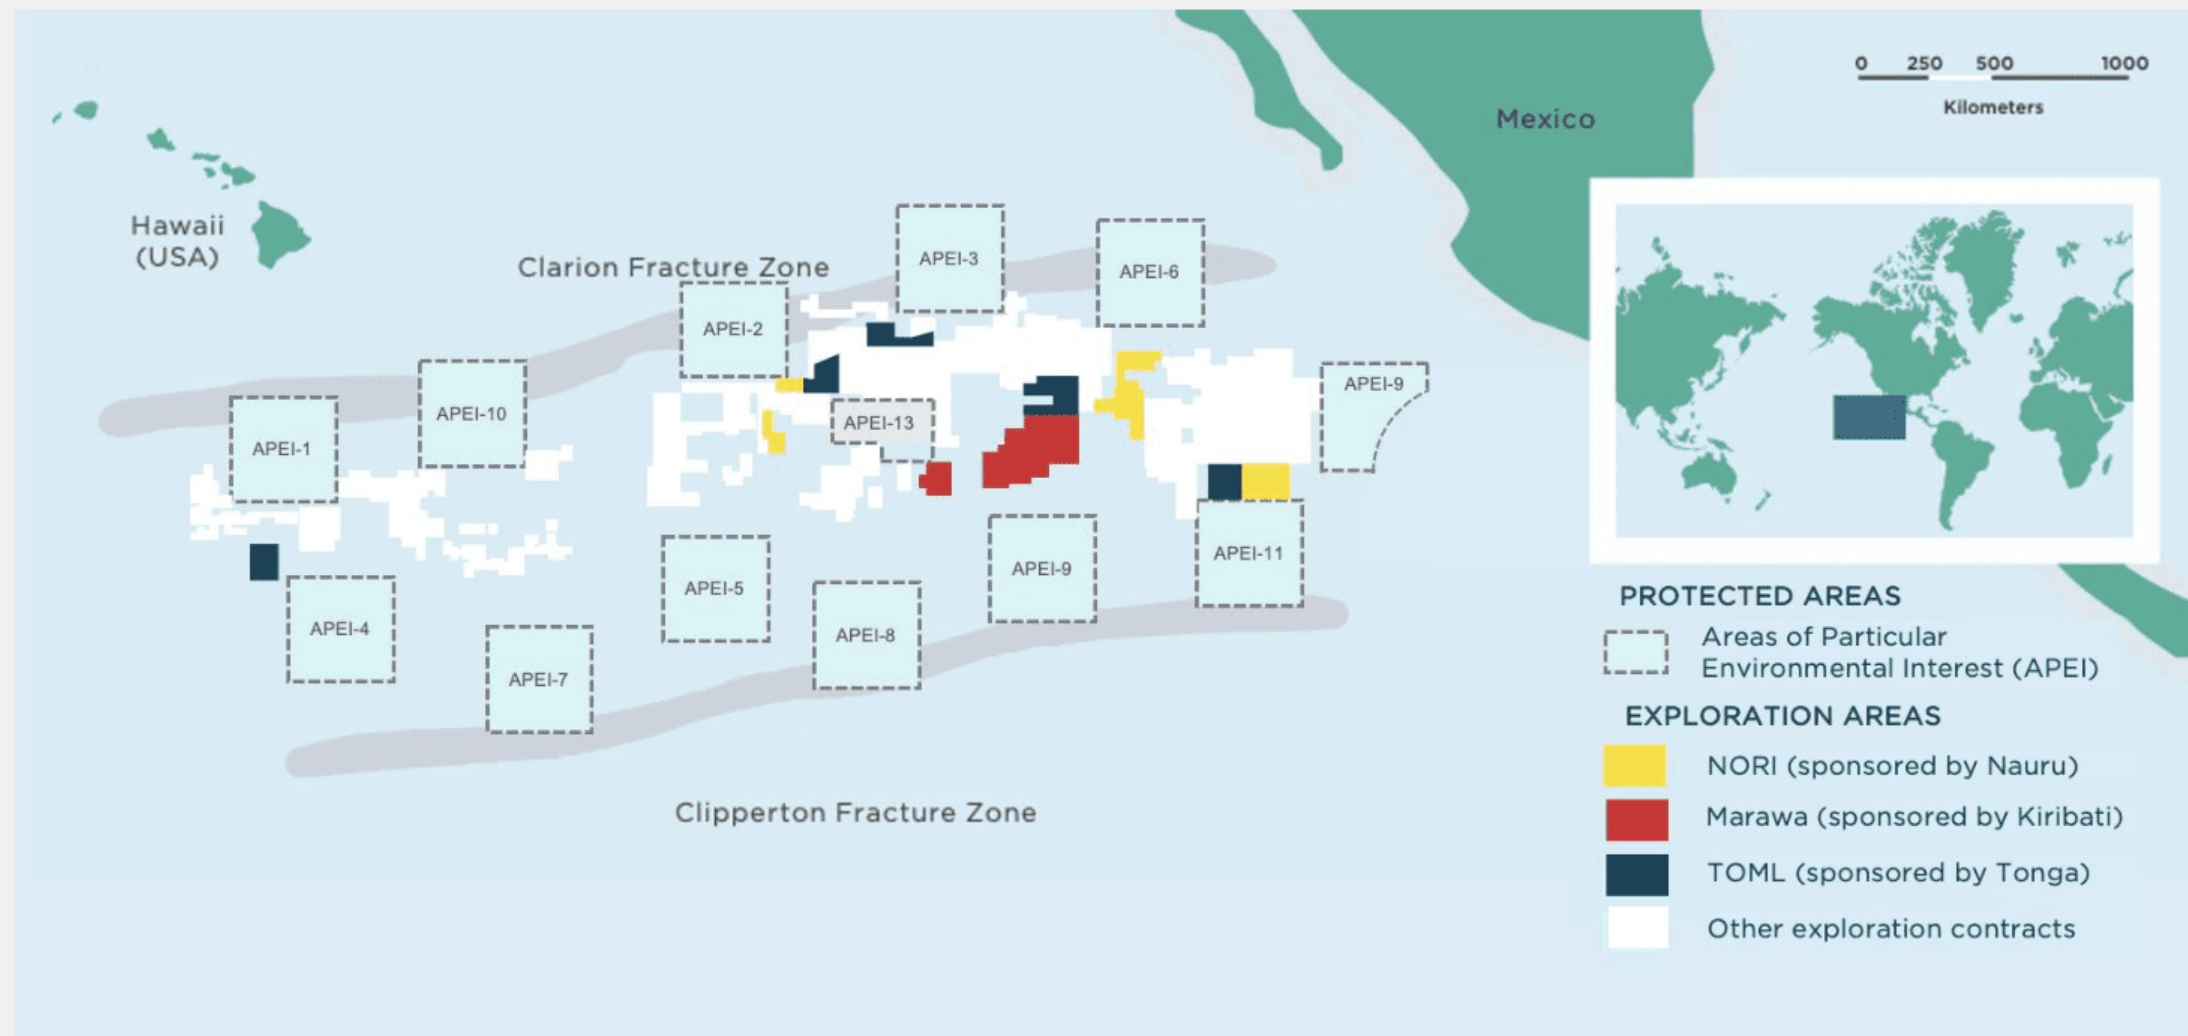 0 250 500 1000
Kilometers
Mexico
Hawaii
(USA)
Clarion Fracture Zone
APEI-3
APEI-6
APEI-2
APEI-9
APEI-10
APEI-13
APEI-1
APEI-11
APEI-9
APEI-5
APEI-4
APEI-8
APEI-7
Clipperton Fracture Zone
PROTECTED AREAS
Areas of Particular
Environmental Interest (APEI)
EXPLORATION AREAS
NORI (sponsored by Nauru)
Marawa (sponsored by Kiribati)
TOML (sponsored by Tonga)
Other exploration contracts